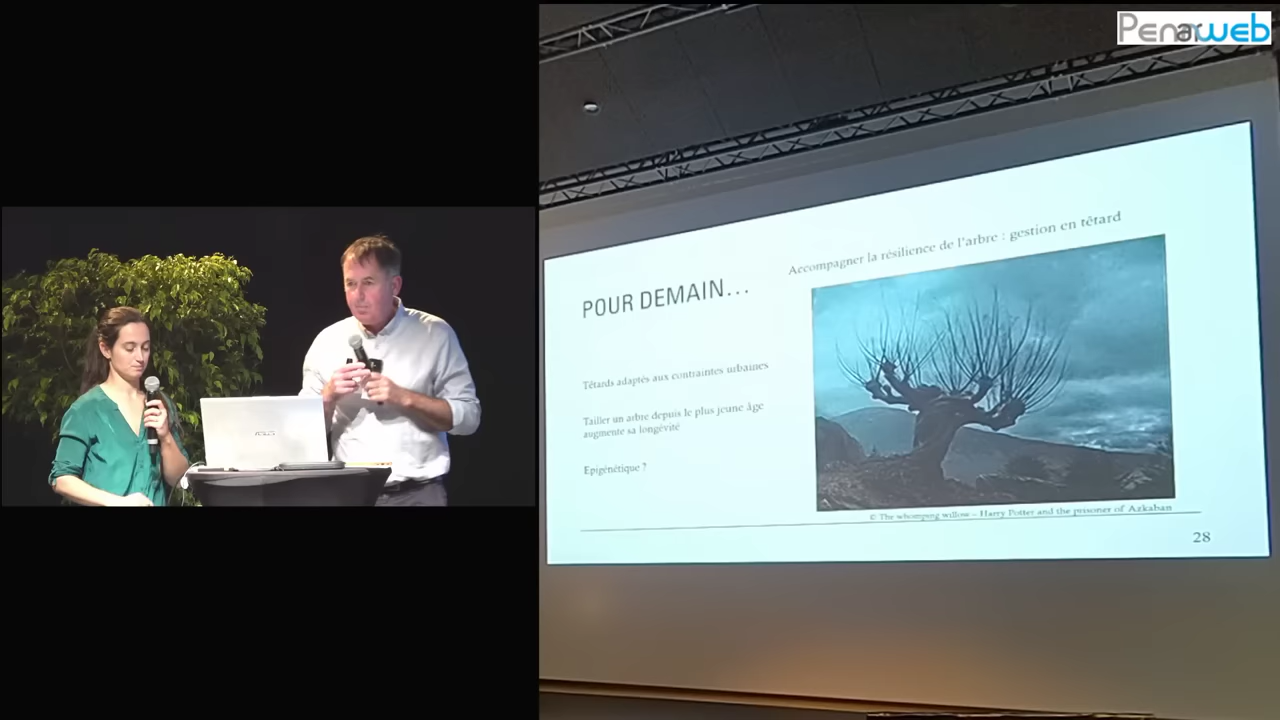 Penarweb
ASUS
Accompagner la résilience de l'arbre : gestion en têtard
POUR DEMAIN...
Têtards adaptés aux contraintes urbaines
Tailler un arbre depuis le plus jeune âge
augmente sa longévité
Epigénétique ?
© The whomping willow – Harry Potter and the prisoner of Azkaban
28